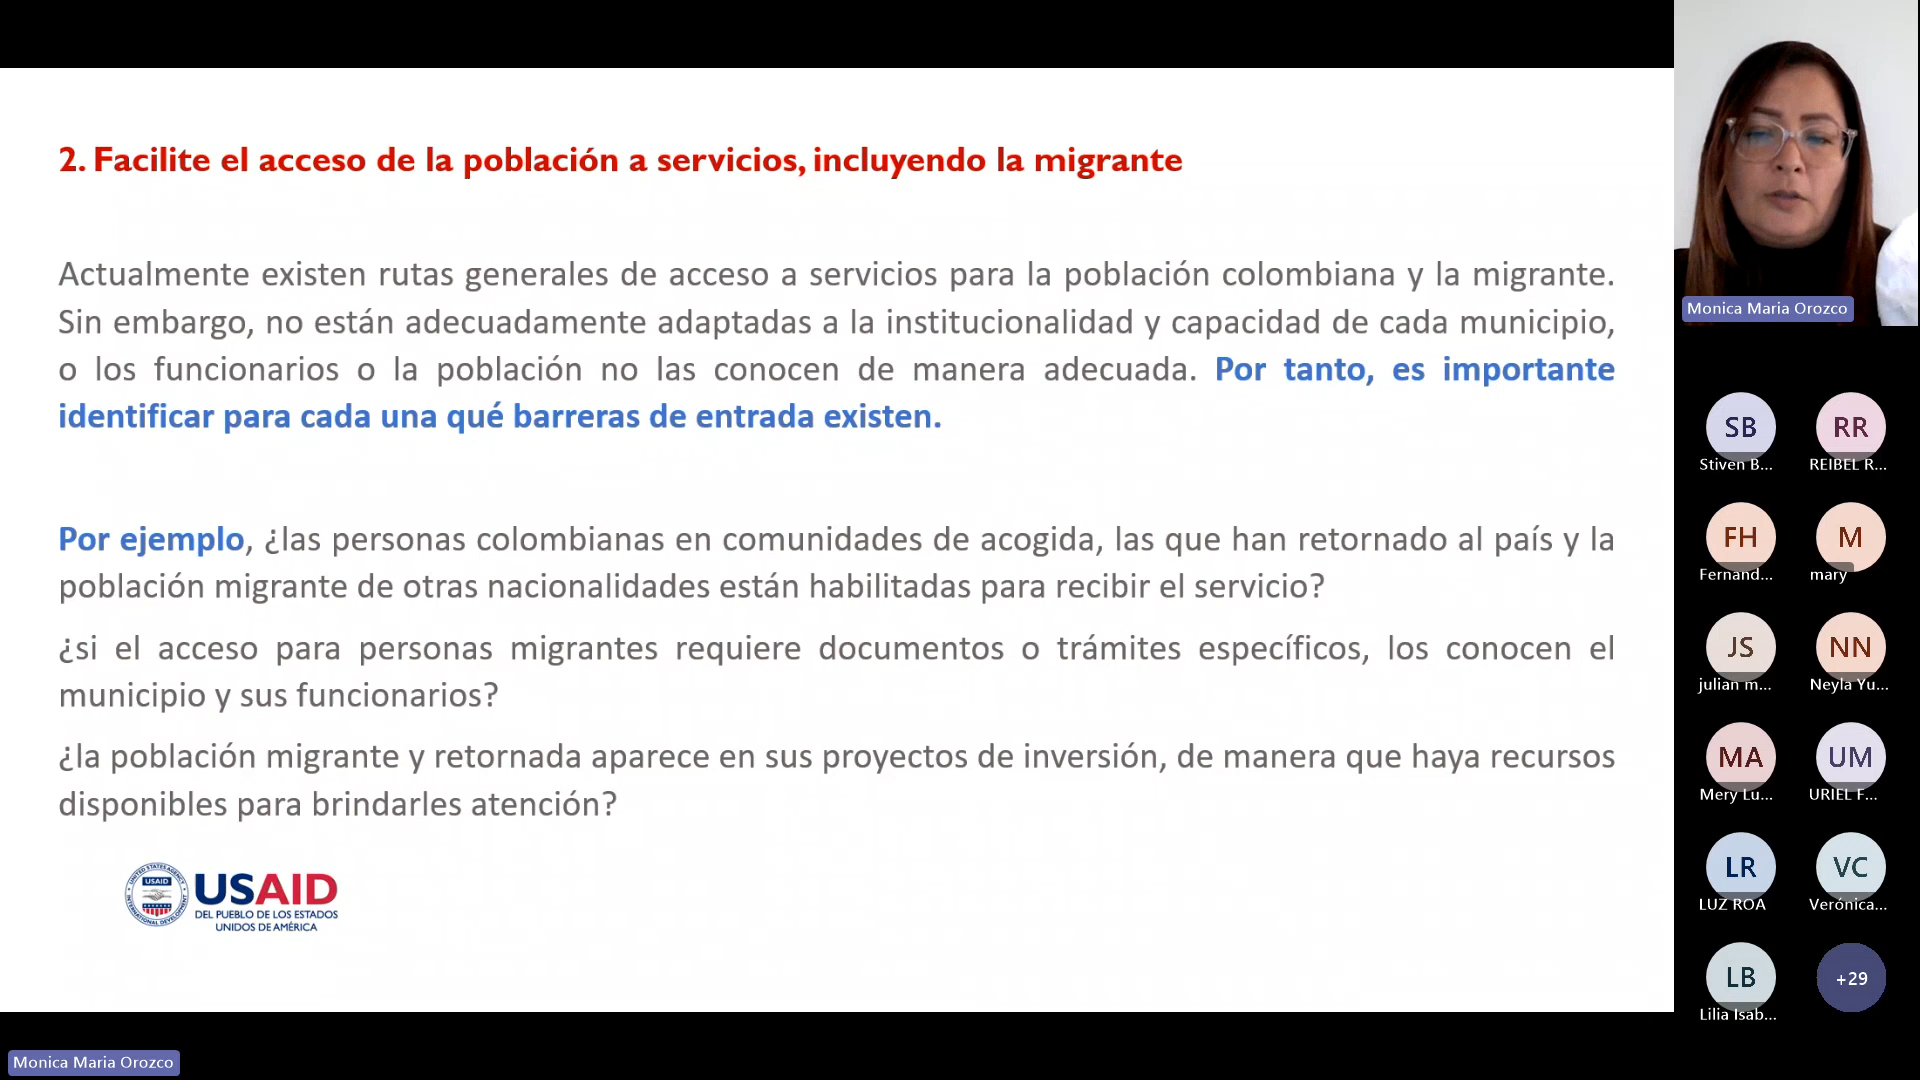 2. Facilite el acceso de la población a servicios, incluyendo la migrante
Actualmente existen rutas generales de acceso a servicios para la población colombiana y la migrante.
Sin embargo, no están adecuadamente adaptadas a la institucionalidad y capacidad de cada municipio,
o los funcionarios o la población no las conocen de manera adecuada. Por tanto, es importante
identificar para cada una qué barreras de entrada existen.
Por ejemplo, ¿las personas colombianas en comunidades de acogida, las que han retornado al país y la
población migrante de otras nacionalidades están habilitadas para recibir el servicio?
¿si el acceso para personas migrantes requiere documentos o trámites específicos, los conocen el
municipio y sus funcionarios?
¿la población migrante y retornada aparece en sus proyectos de inversión, de manera que haya recursos
disponibles para brindarles atención?
UNITED STATES AGENCY
USAID
INTERNATIONAL DEVELOPMENT
USAID
DEL PUEBLO DE LOS ESTADOS
UNIDOS DE AMÉRICA
Monica Maria Orozco
Monica Maria Orozco
SB
Stiven B...
RR
REIBEL R...
FH
Fernand...
M
mary
JS
julian m...
NN
Neyla Yu...
MA
Mery Lu...
UM
URIEL F...
LR
LUZ ROA
VC
Verónica...
LB
Lilia Isab...
+29